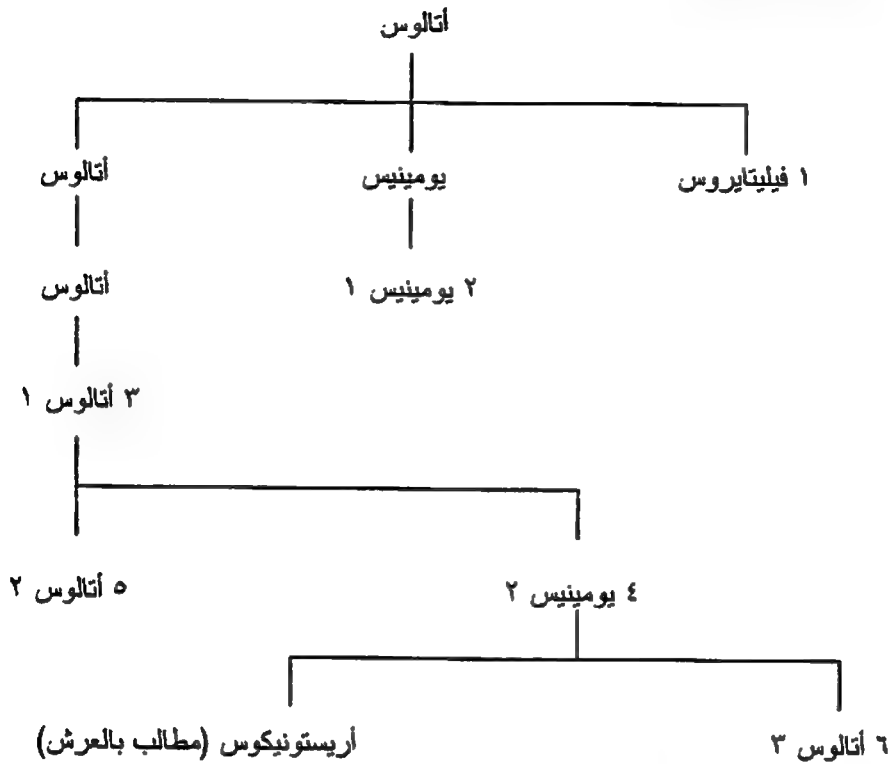 أتالوس
١ فيليتايروس
يومينيس
أتالوس
٢ يومينيس ١
أتالوس
٣ أتالوس ١
٤ يومينيس ٢
٥ أتالوس ٢
٦ أتالوس ٣
أريستونيكوس (مطالب بالعرش)